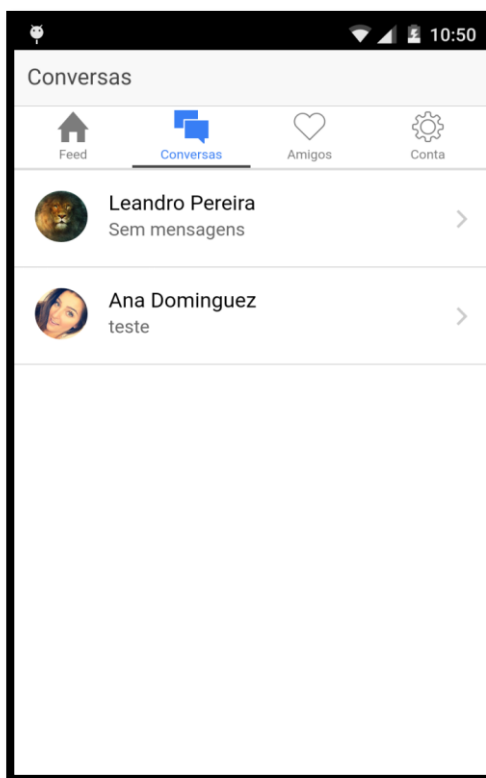 10:50
Conversas
Feed Conversas Amigos Conta
Leandro Pereira
Sem mensagens
Ana Dominguez
teste